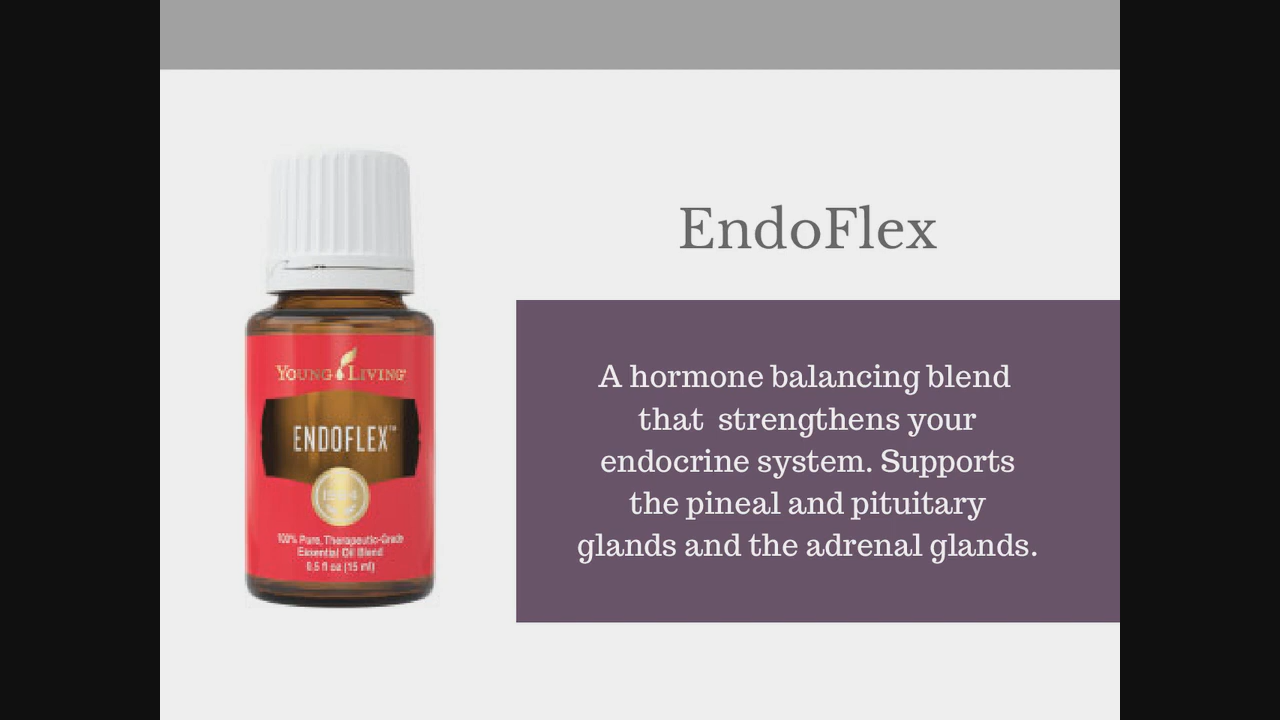 EndoFlex
A hormone balancing blend
that strengthens your
endocrine system. Supports
the pineal and pituitary
glands and the adrenal glands.
YOUNG LIVING
ENDOFLEX™
100% Pure, Therapeutic-Grade
Essential Oil Blend
0.5 fl oz (15 ml)